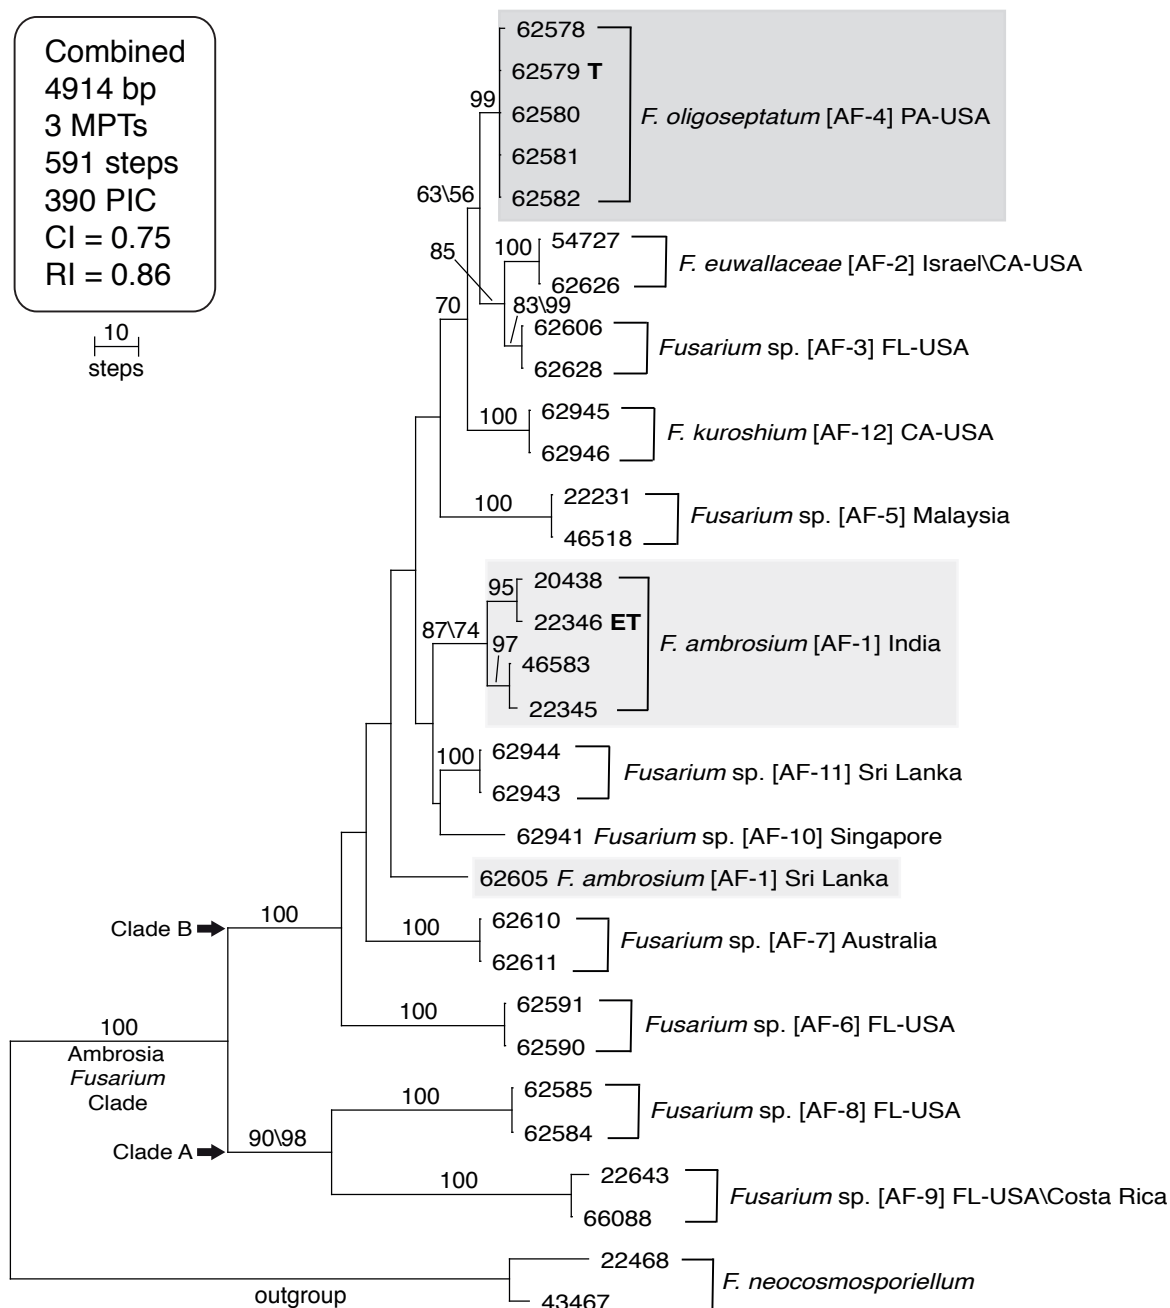 Combined
4914 bp
3 MPTs
591 steps
390 PIC
CI = 0.75
RI = 0.86
10
steps
62578
62579 T
99
62580
F. oligoseptatum [AF-4] PA-USA
62581
62582
63\56
54727
85
100
F. euwallaceae [AF-2] Israel\CA-USA
62626
83\99
70
62606
Fusarium sp. [AF-3] FL-USA
62628
62945
100
F. kuroshium [AF-12] CA-USA
62946
22231
100
Fusarium sp. [AF-5] Malaysia
46518
20438
95
22346 ET
87\74
F. ambrosium [AF-1] India
97
46583
22345
62944
100
Fusarium sp. [AF-11] Sri Lanka
62943
62941 Fusarium sp. [AF-10] Singapore
62605 F. ambrosium [AF-1] Sri Lanka
Clade B
100
62610
100
Fusarium sp. [AF-7] Australia
62611
62591
100
Fusarium sp. [AF-6] FL-USA
62590
100
Ambrosia
Fusarium
Clade
62585
100
Fusarium sp. [AF-8] FL-USA
62584
Clade A
90\98
22643
100
Fusarium sp. [AF-9] FL-USA\Costa Rica
66088
22468
F. neocosmosporiellum
outgroup
43467